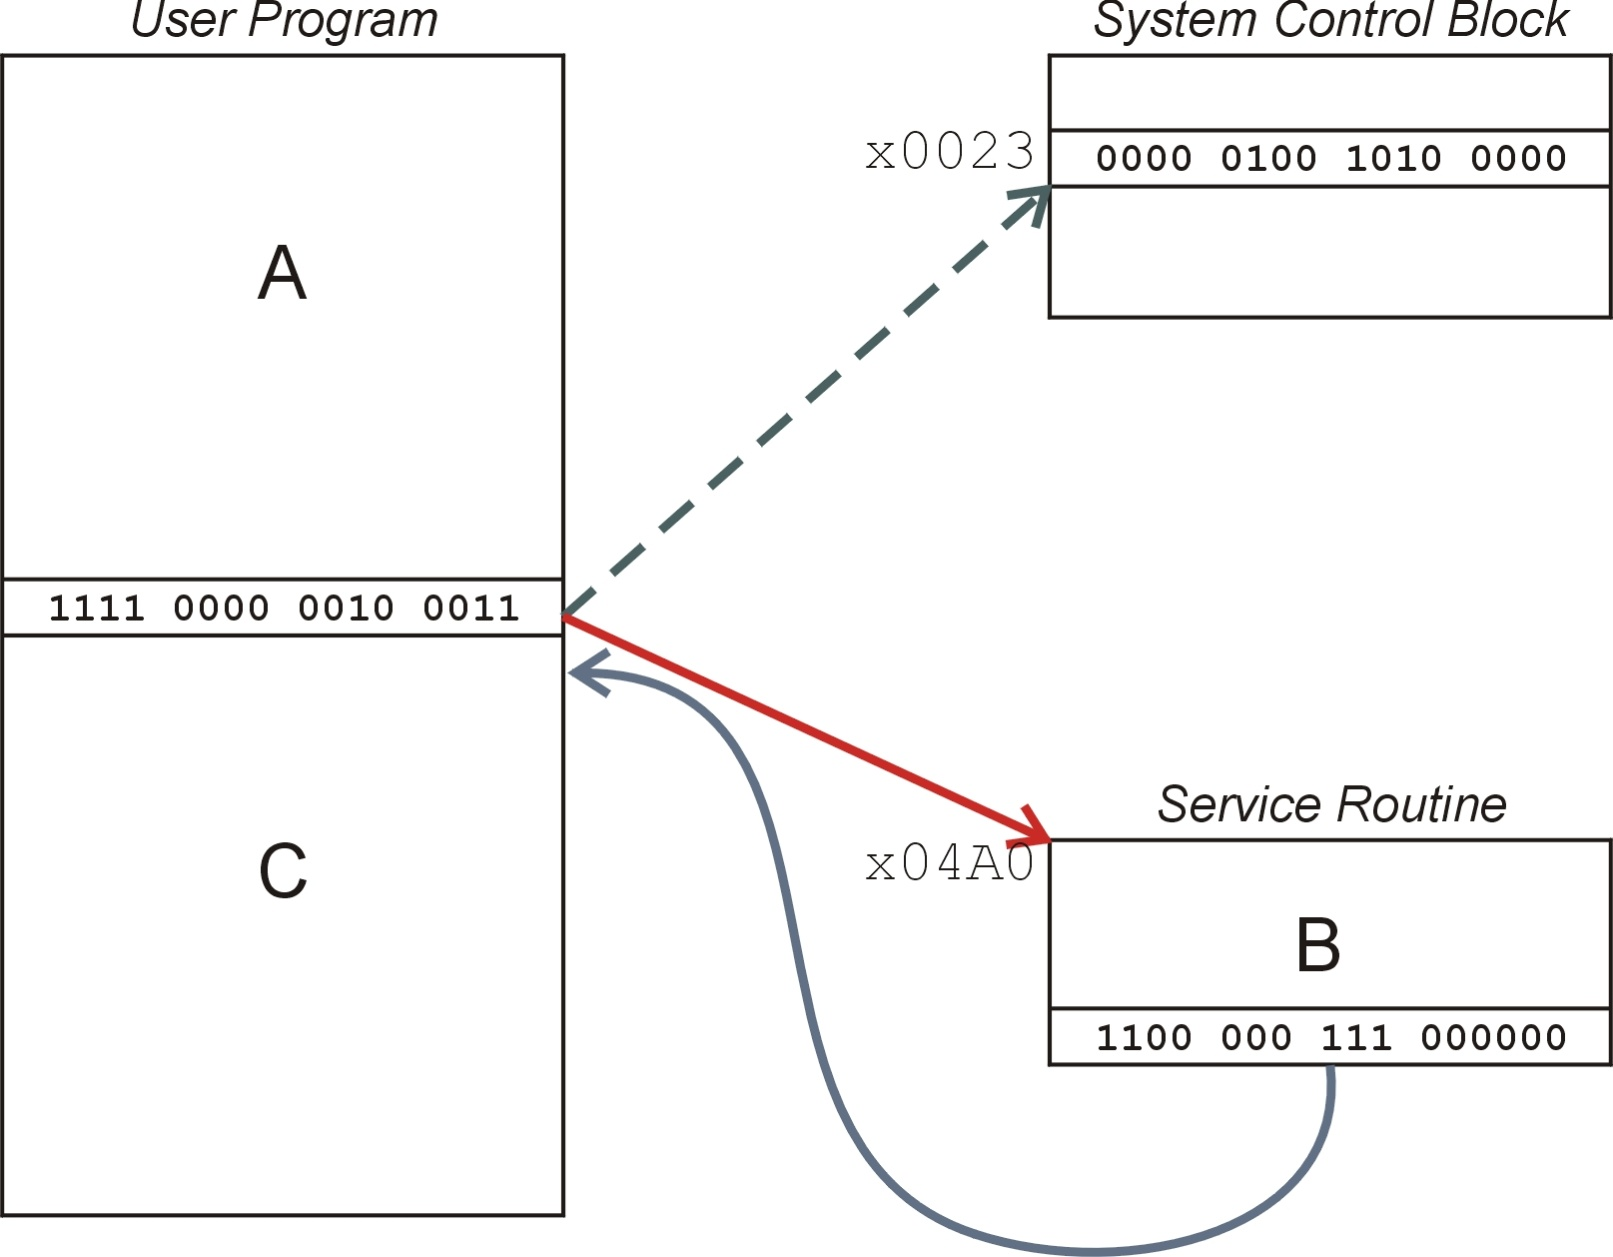 User Program
System Control Block
x0023
0000 0100 1010 0000
A
1111 0000 0010 0011
C
Service Routine
x04A0
B
1100 000 111 000000